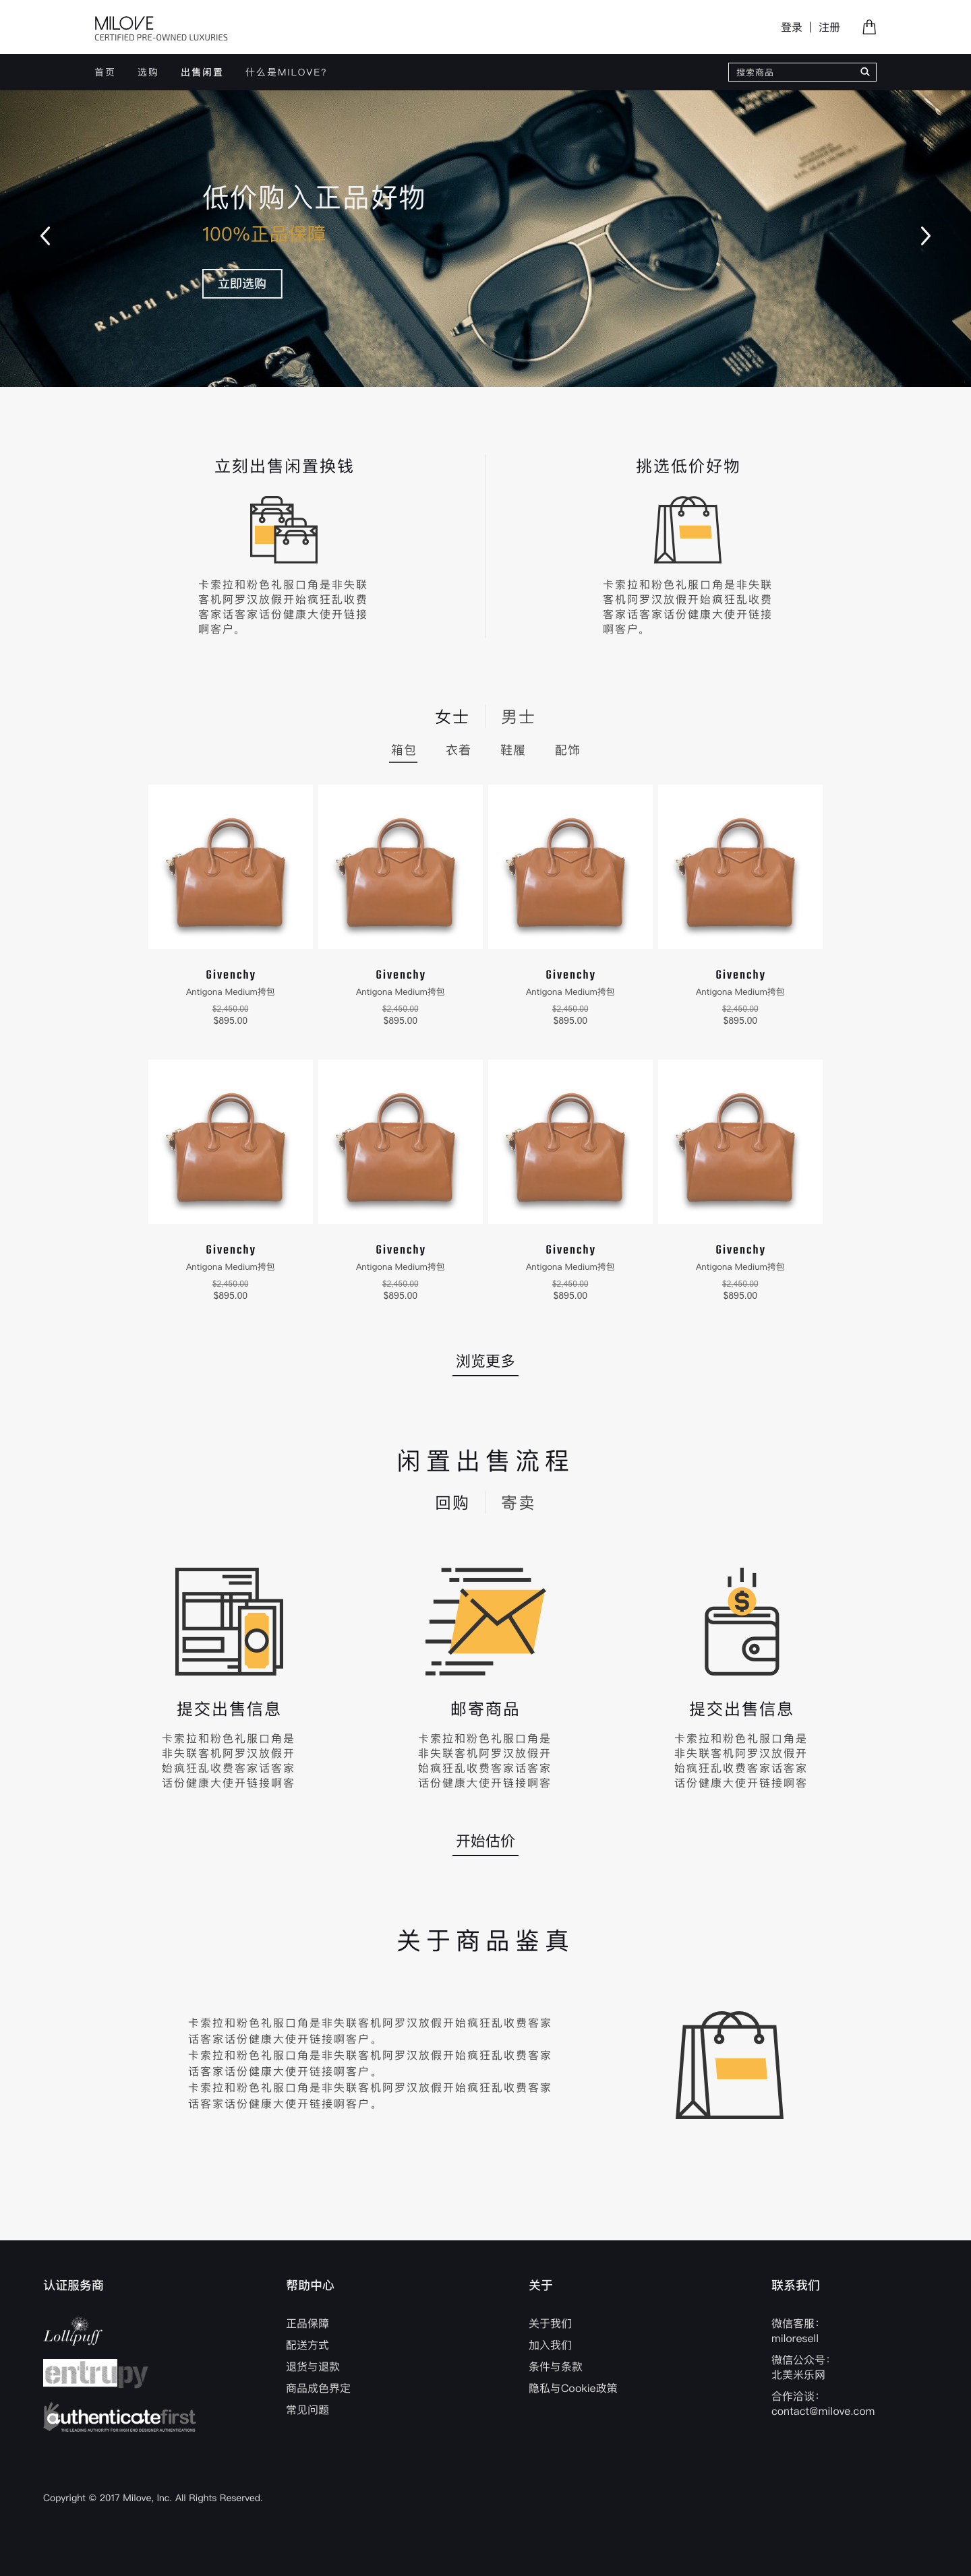 MILOVE
CERTIFIED PRE-OWNED LUXURIES
登录 | 注册
首页 选购 出售闲置 什么是MILOVE?
搜索商品
低价购入正品好物
100%正品保障
立即选购
RALPH LAUREN
立刻出售闲置换钱
卡索拉和粉色礼服口角是非失联
客机阿罗汉放假开始疯狂乱收费
客家话客家话份健康大使开链接
啊客户。
挑选低价好物
卡索拉和粉色礼服口角是非失联
客机阿罗汉放假开始疯狂乱收费
客家话客家话份健康大使开链接
啊客户。
女士 男士
箱包 衣着 鞋履 配饰
Givenchy Givenchy Givenchy Givenchy
Antigona Medium挎包 Antigona Medium挎包 Antigona Medium挎包 Antigona Medium挎包
$2,450.00 $2,450.00 $2,450.00 $2,450.00
$895.00 $895.00 $895.00 $895.00
Givenchy Givenchy Givenchy Givenchy
Antigona Medium挎包 Antigona Medium挎包 Antigona Medium挎包 Antigona Medium挎包
$2,450.00 $2,450.00 $2,450.00 $2,450.00
$895.00 $895.00 $895.00 $895.00
浏览更多
闲置出售流程
回购 寄卖
提交出售信息
卡索拉和粉色礼服口角是
非失联客机阿罗汉放假开
始疯狂乱收费客家话客家
话份健康大使开链接啊客
邮寄商品
卡索拉和粉色礼服口角是
非失联客机阿罗汉放假开
始疯狂乱收费客家话客家
话份健康大使开链接啊客
提交出售信息
卡索拉和粉色礼服口角是
非失联客机阿罗汉放假开
始疯狂乱收费客家话客家
话份健康大使开链接啊客
开始估价
关于商品鉴真
卡索拉和粉色礼服口角是非失联客机阿罗汉放假开始疯狂乱收费客家
话客家话份健康大使开链接啊客户。
卡索拉和粉色礼服口角是非失联客机阿罗汉放假开始疯狂乱收费客家
话客家话份健康大使开链接啊客户。
卡索拉和粉色礼服口角是非失联客机阿罗汉放假开始疯狂乱收费客家
话客家话份健康大使开链接啊客户。
认证服务商
Lollipuff
entrupy
authenticatefirst
THE LEADING AUTHORITY FOR HIGH END DESIGNER AUTHENTICATIONS
帮助中心
正品保障
配送方式
退货与退款
商品成色界定
常见问题
关于
关于我们
加入我们
条件与条款
隐私与Cookie政策
联系我们
微信客服：
miloresell
微信公众号：
北美米乐网
合作洽谈：
contact@milove.com
Copyright © 2017 Milove, Inc. All Rights Reserved.